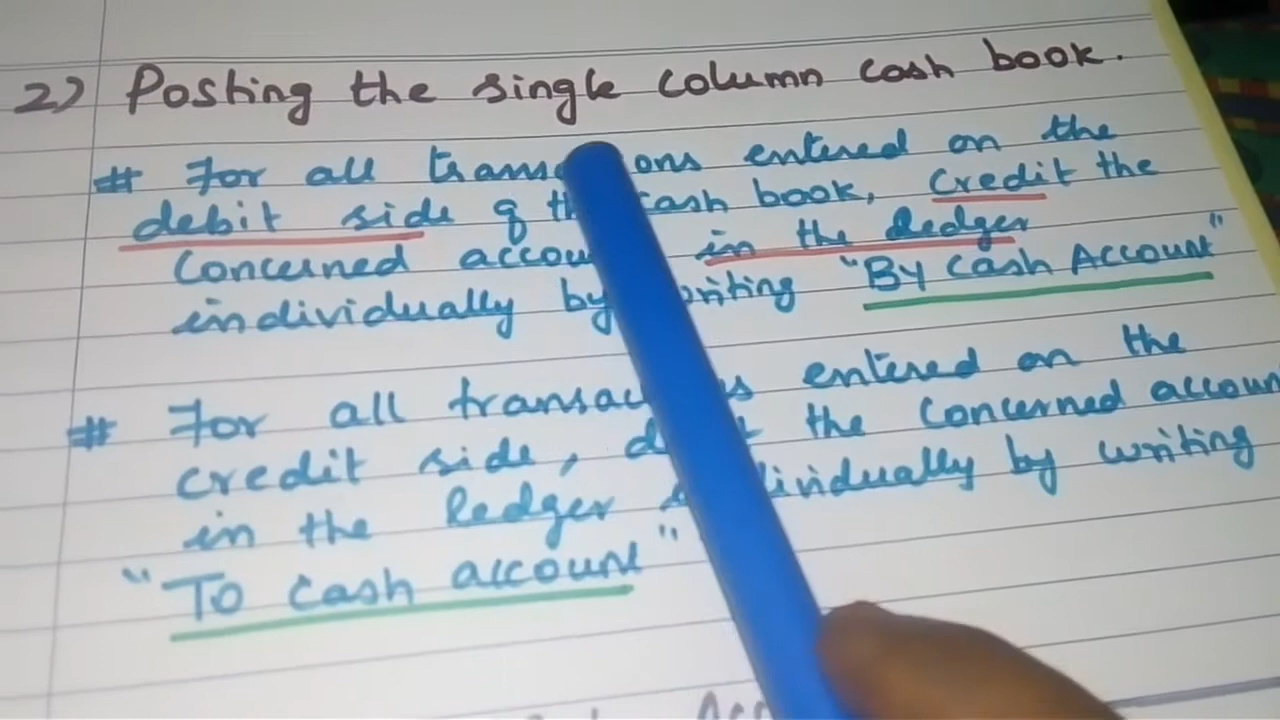 2) Posting the single column cash book.
# For all transons entered on the
debit side of th cash book, Credit the
Concerned accou in the Ledger
individually by writing "By Cash Account"
# For all transac s entered on the
credit side, d t the Concerned accoun
in the ledger dividually by writing
"To Cash account"